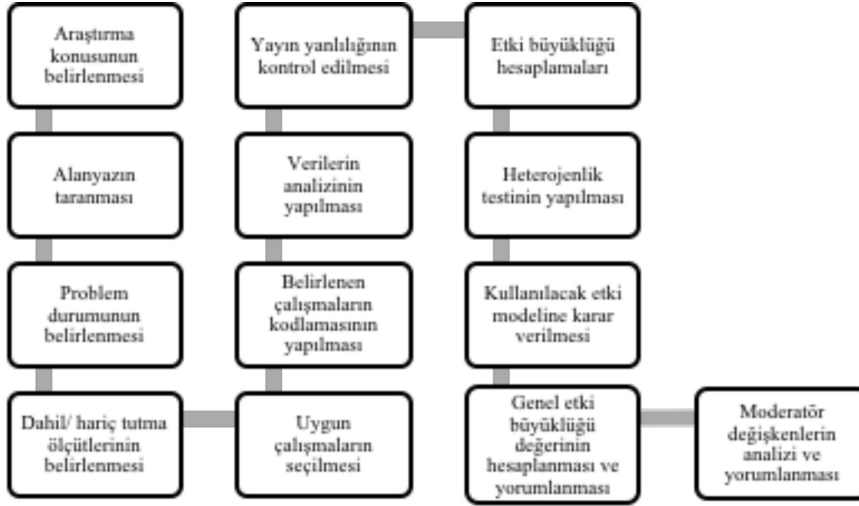 Araştırma
konusunun
belirlenmesi
Alanyazın
taranması
Problem
durumunun
belirlenmesi
Dahil/ hariç tutma
ölçütlerinin
belirlenmesi
Uygun
çalışmaların
seçilmesi
Belirlenen
çalışmaların
kodlamasının
yapılması
Verilerin
analizinin
yapılması
Yayın yanlılığının
kontrol edilmesi
Etki büyüklüğü
hesaplamaları
Heterojenlik
testinin yapılması
Kullanılacak etki
modeline karar
verilmesi
Genel etki
büyüklüğü
değerinin
hesaplanması ve
yorumlanması
Moderatör
değişkenlerin
analizi ve
yorumlanması